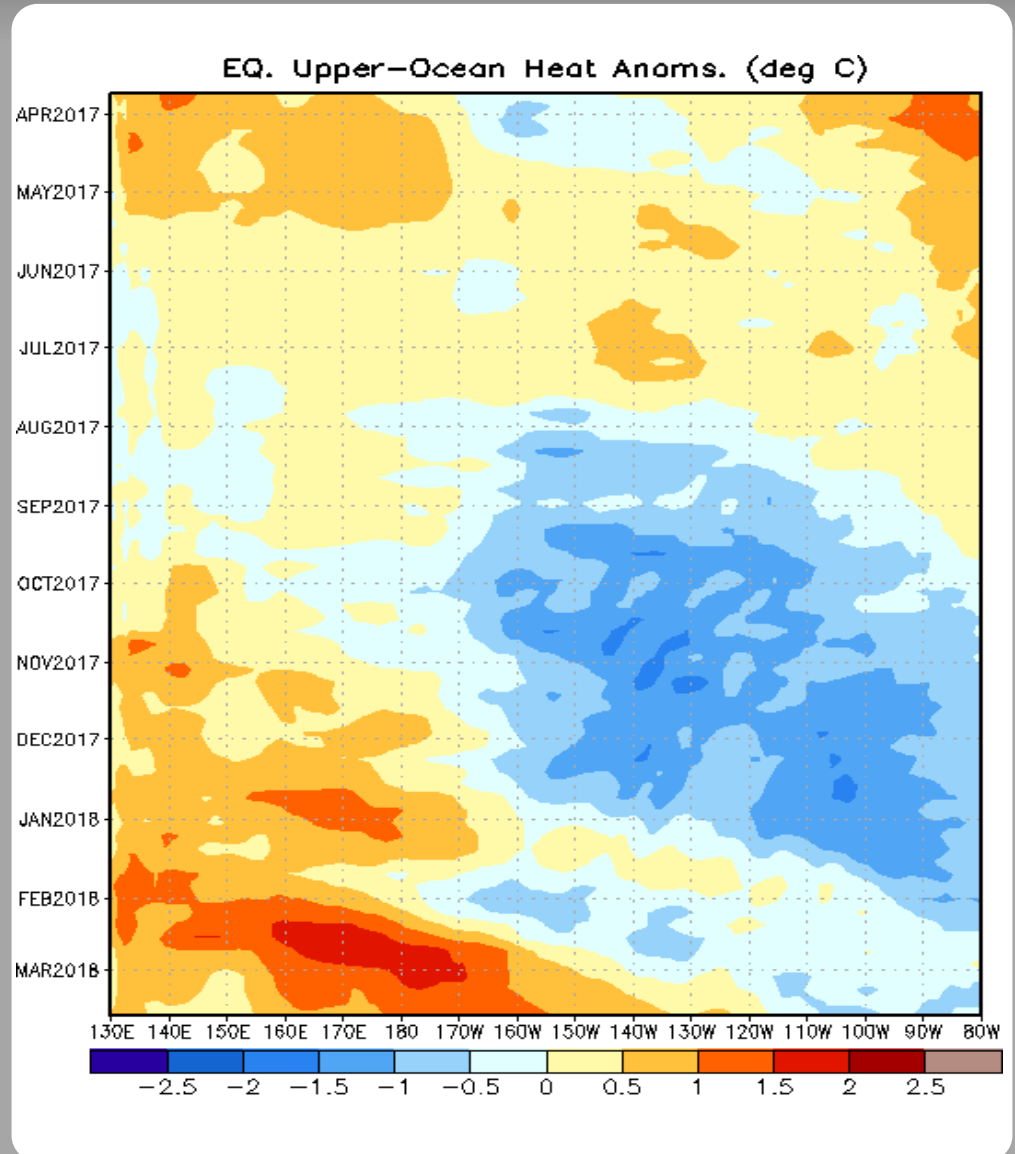 EQ. Upper-Ocean Heat Anoms. (deg C)
APR2017
MAY2017
JUN2017
JUL2017
AUG2017
SEP2017
OCT2017
NOV2017
DEC2017
JAN2018
FEB2018
MAR2018
130E 140E 150E 160E 170E 180 170W 160W 150W 140W 130W 120W 110W 100W 90W 80W
-2.5 -2 -1.5 -1 -0.5 0 0.5 1 1.5 2 2.5